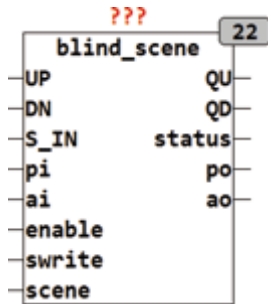 ???
22
blind_scene
UP QU
DN QD
S_IN status
pi po
ai ao
enable
swrite
scene